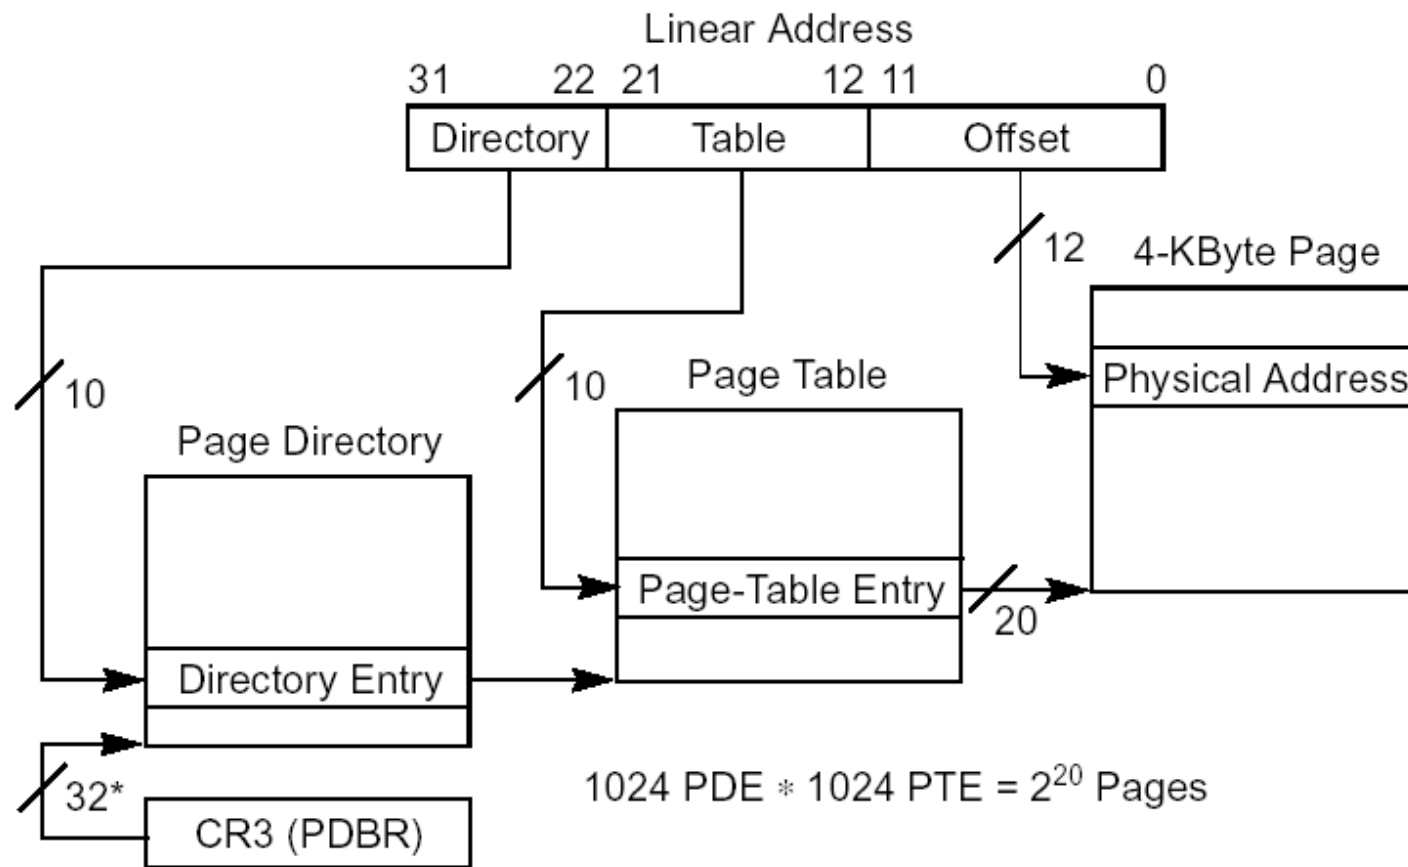 Linear Address
31 22 21 12 11 0
Directory Table Offset
12
4-KByte Page
Physical Address
10
10
Page Table
Page Directory
Page-Table Entry
20
Directory Entry
32*
1024 PDE * 1024 PTE = 2²⁰ Pages
CR3 (PDBR)